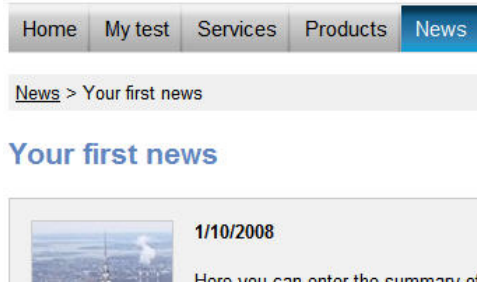 Home My test Services Products News
News > Your first news
Your first news
1/10/2008
Here you can enter the summary of